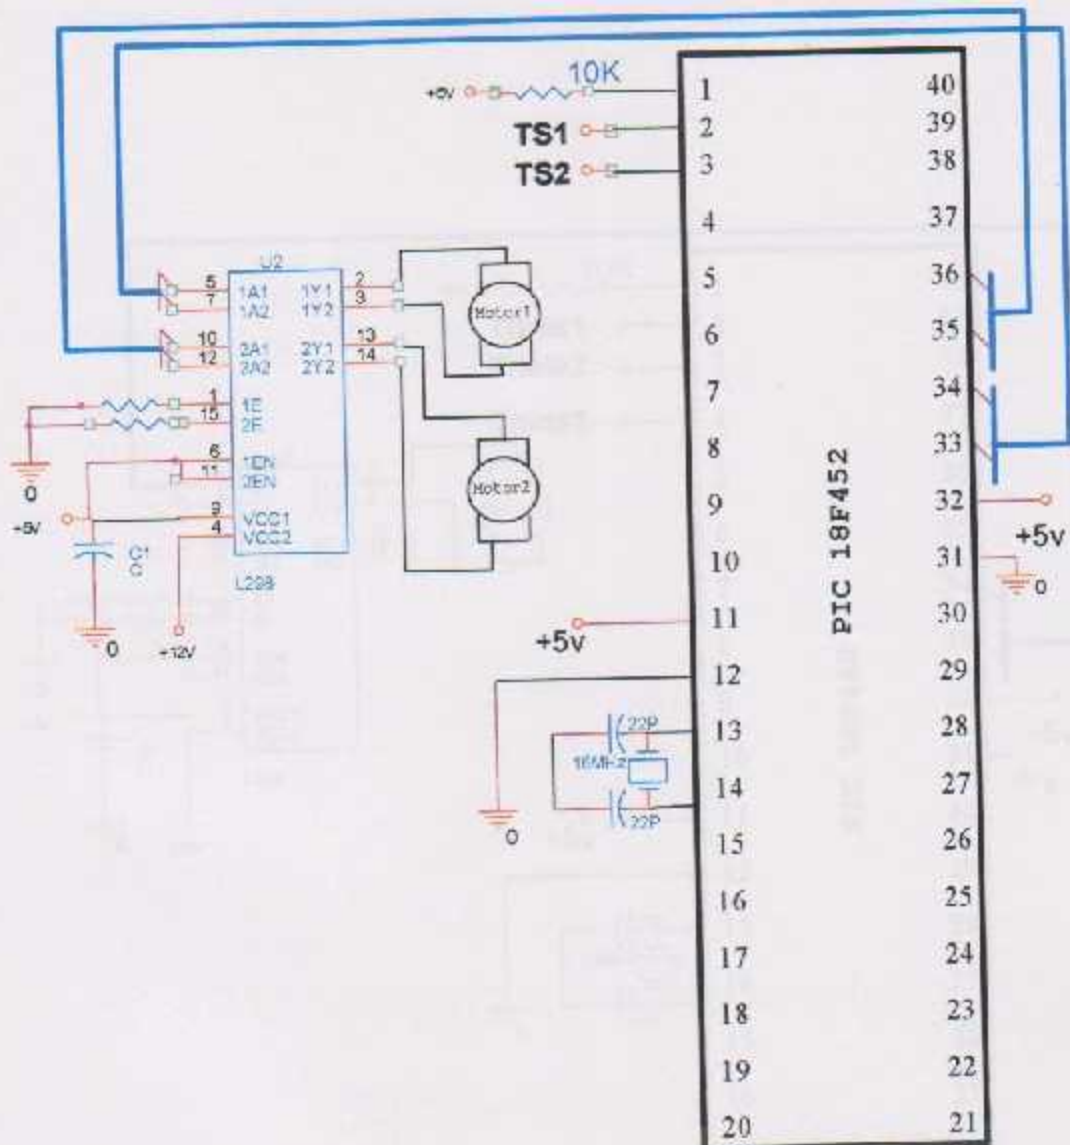 10K
+5V
TS1
TS2
1
2
3
4
5
6
7
8
9
10
11
12
13
14
15
16
17
18
19
20
40
39
38
37
36
35
34
33
32
31
30
29
28
27
26
25
24
23
22
21
PIC 18F452
U2
5 1A1 1Y1 2
7 1A2 1Y2 3
10 2A1 2Y1 13
12 2A2 2Y2 14
1 1E
15 2E
6 1EN
11 2EN
9 VCC1
4 VCC2
L298
Motor1
Motor2
0
+5V
C1
C
0
+12V
+5v
0
+5v
22P
16MHz
22P
0